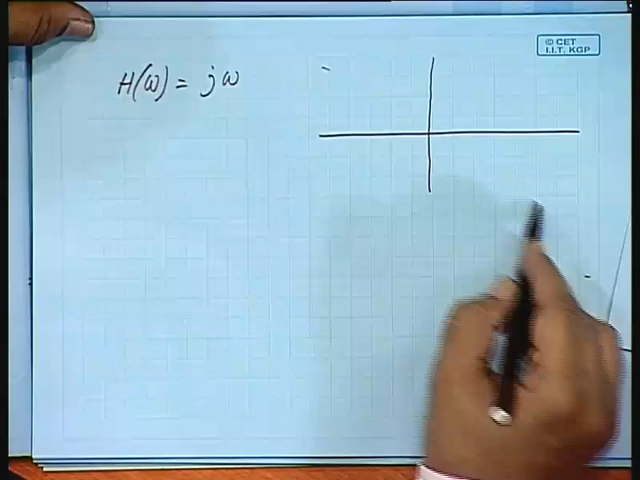 © CET
I.I.T. KGP
H(ω) = jω